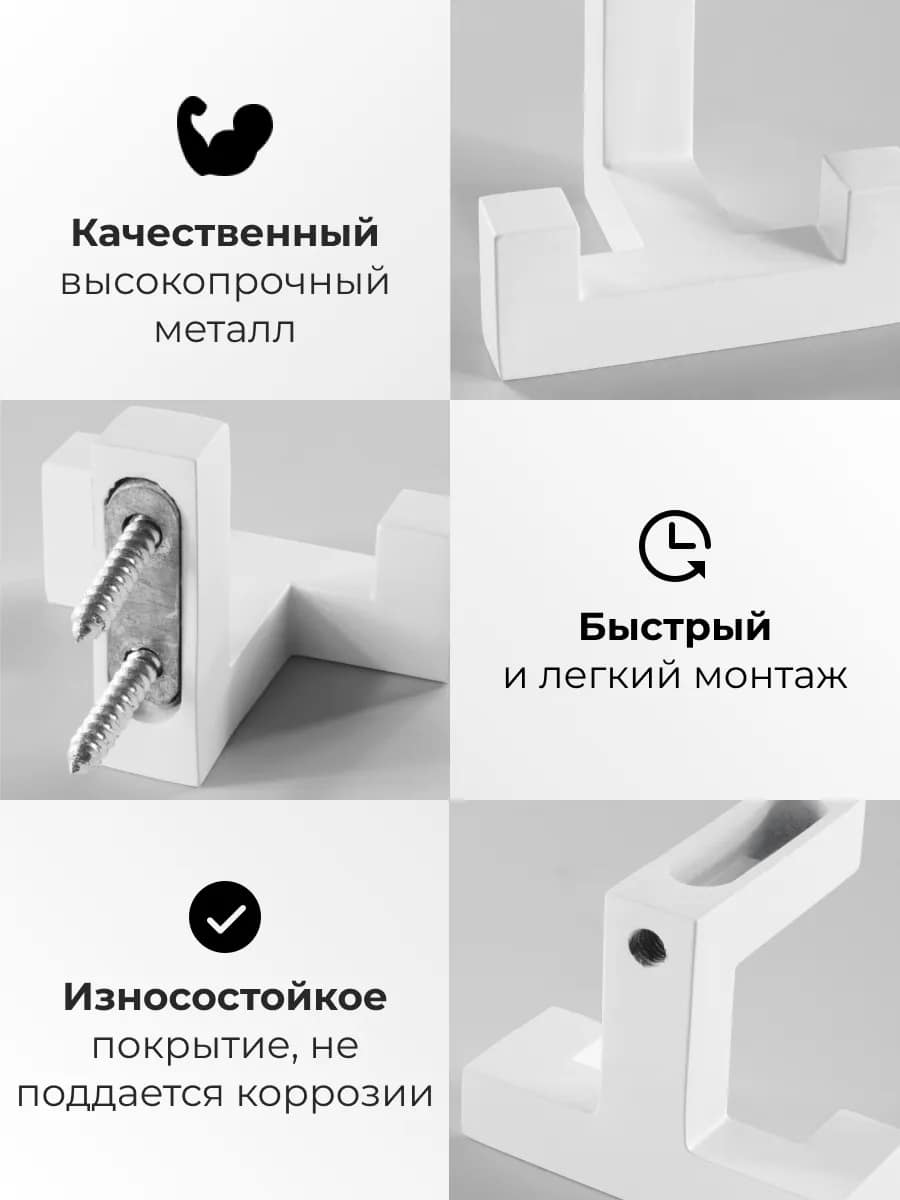 Качественный
высокопрочный
металл
Быстрый
и легкий монтаж
Износостойкое
покрытие, не
поддается коррозии